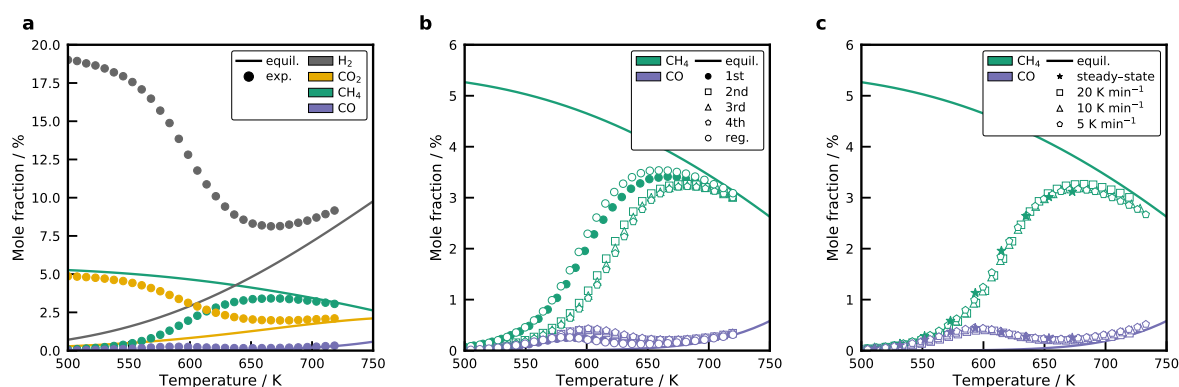 a
20.0
17.5
15.0
12.5
10.0
7.5
5.0
2.5
0.0
Mole fraction / %
500 550 600 650 700 750
Temperature / K
equil.
exp.
H₂
CO₂
CH₄
CO
b
6
5
4
3
2
1
0
Mole fraction / %
500 550 600 650 700 750
Temperature / K
CH₄
CO
equil.
1st
2nd
3rd
4th
reg.
c
6
5
4
3
2
1
0
Mole fraction / %
500 550 600 650 700 750
Temperature / K
CH₄
CO
equil.
steady–state
20 K min⁻¹
10 K min⁻¹
5 K min⁻¹